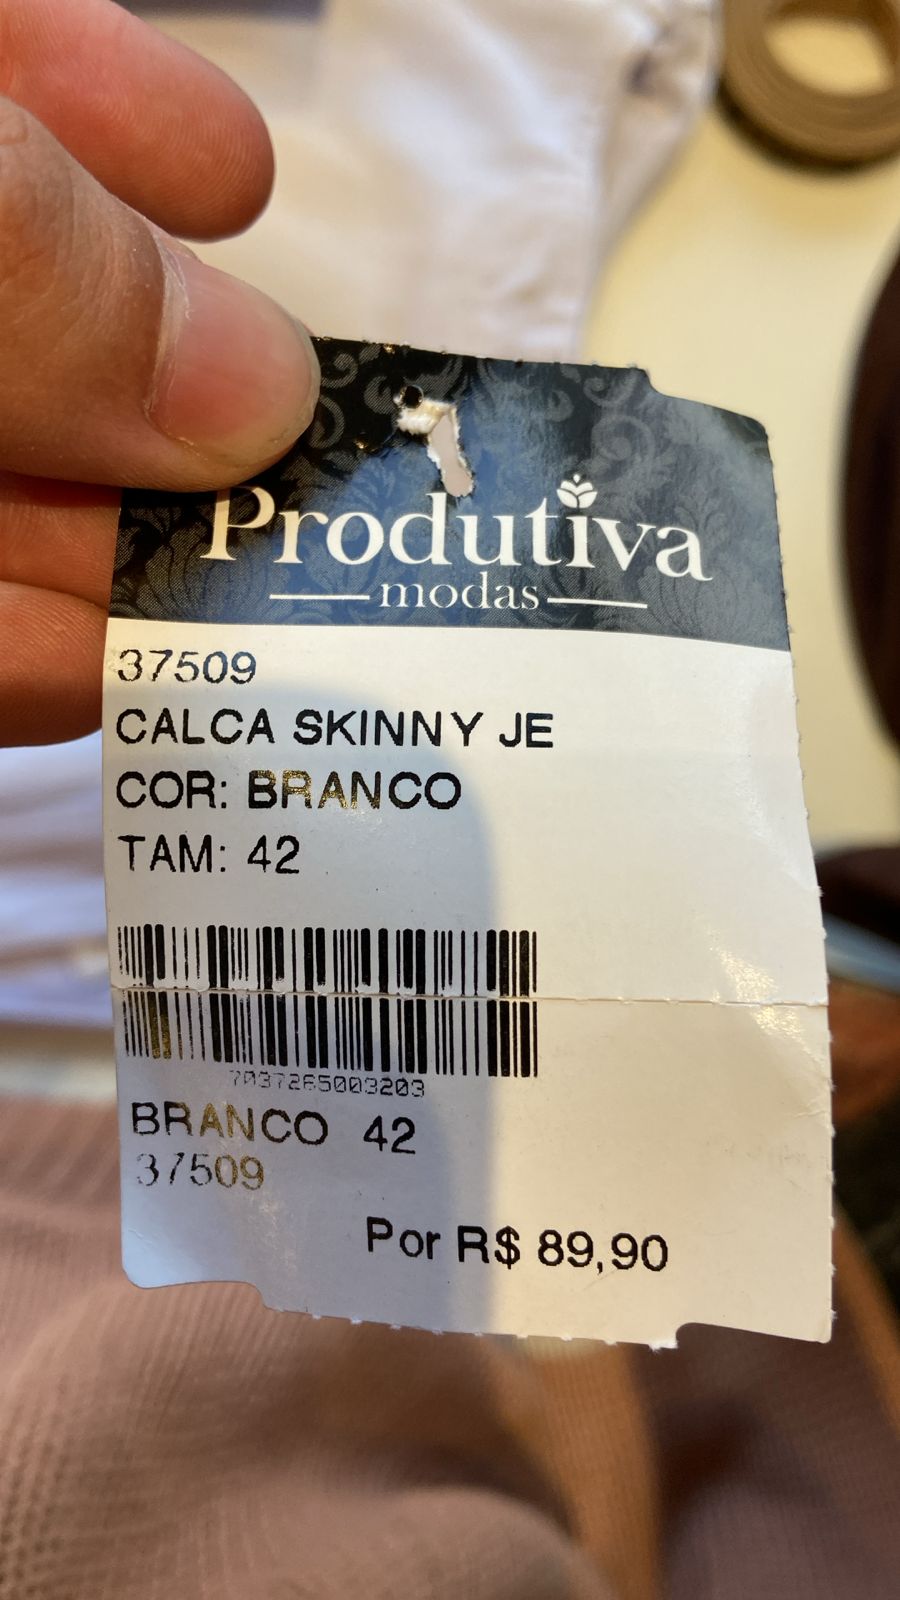 Produtiva
modas
37509
CALCA SKINNY JE
COR: BRANCO
TAM: 42
7037265003203
BRANCO 42
37509
Por R$ 89,90